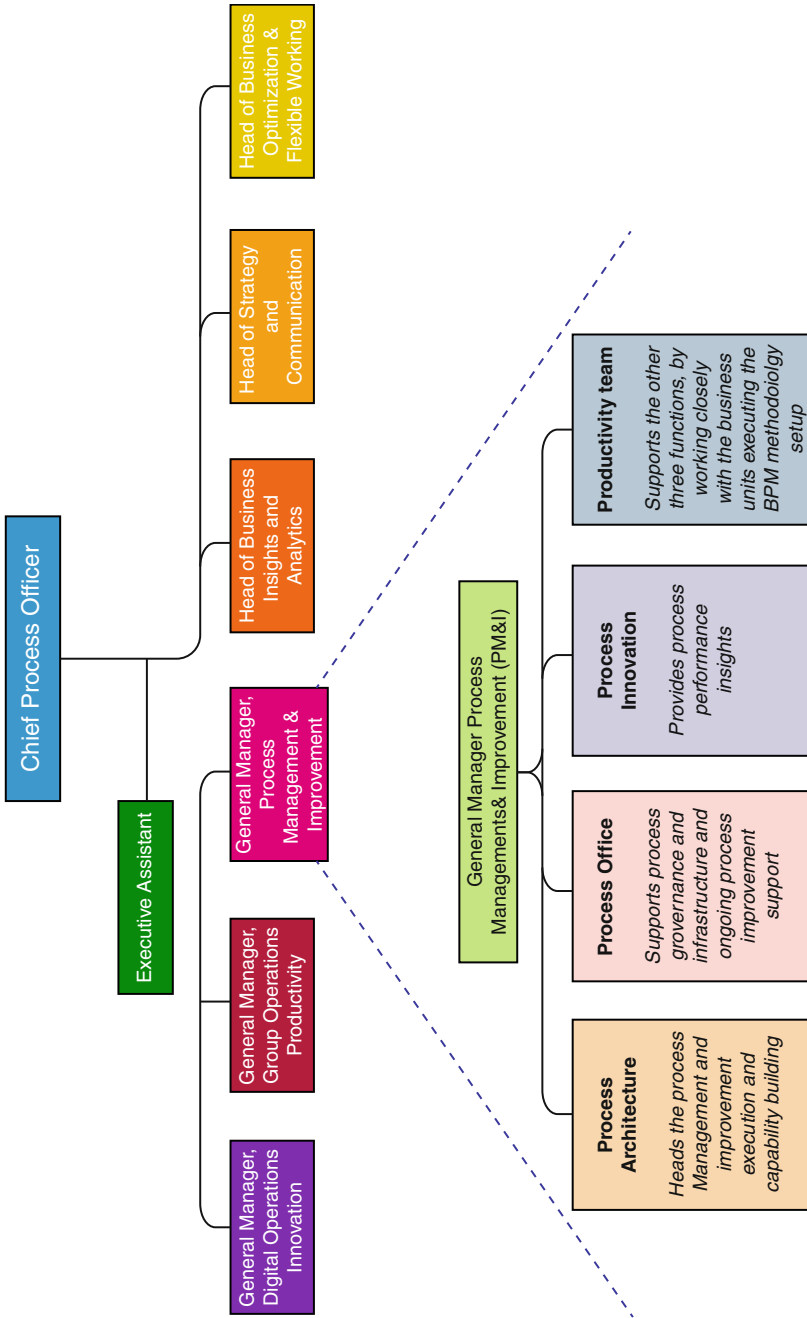 Chief Process Officer
Executive Assistant
General Manager,
Digital Operations
Innovation
General Manager,
Group Operations
Productivity
General Manager,
Process
Management &
Improvement
Head of Business
Insights and
Analytics
Head of Strategy
and
Communication
Head of Business
Optimization &
Flexible Working
General Manager Process
Managements& Improvement (PM&I)
Process
Architecture
Heads the process
Management and
improvement
execution and
capability building
Process Office
Supports process
governance and
infrastructure and
ongoing process
improvement
support
Process
Innovation
Provides process
performance
insights
Productivity team
Supports the other
three functions, by
working closely
with the business
units executing the
BPM methodoiolgy
setup